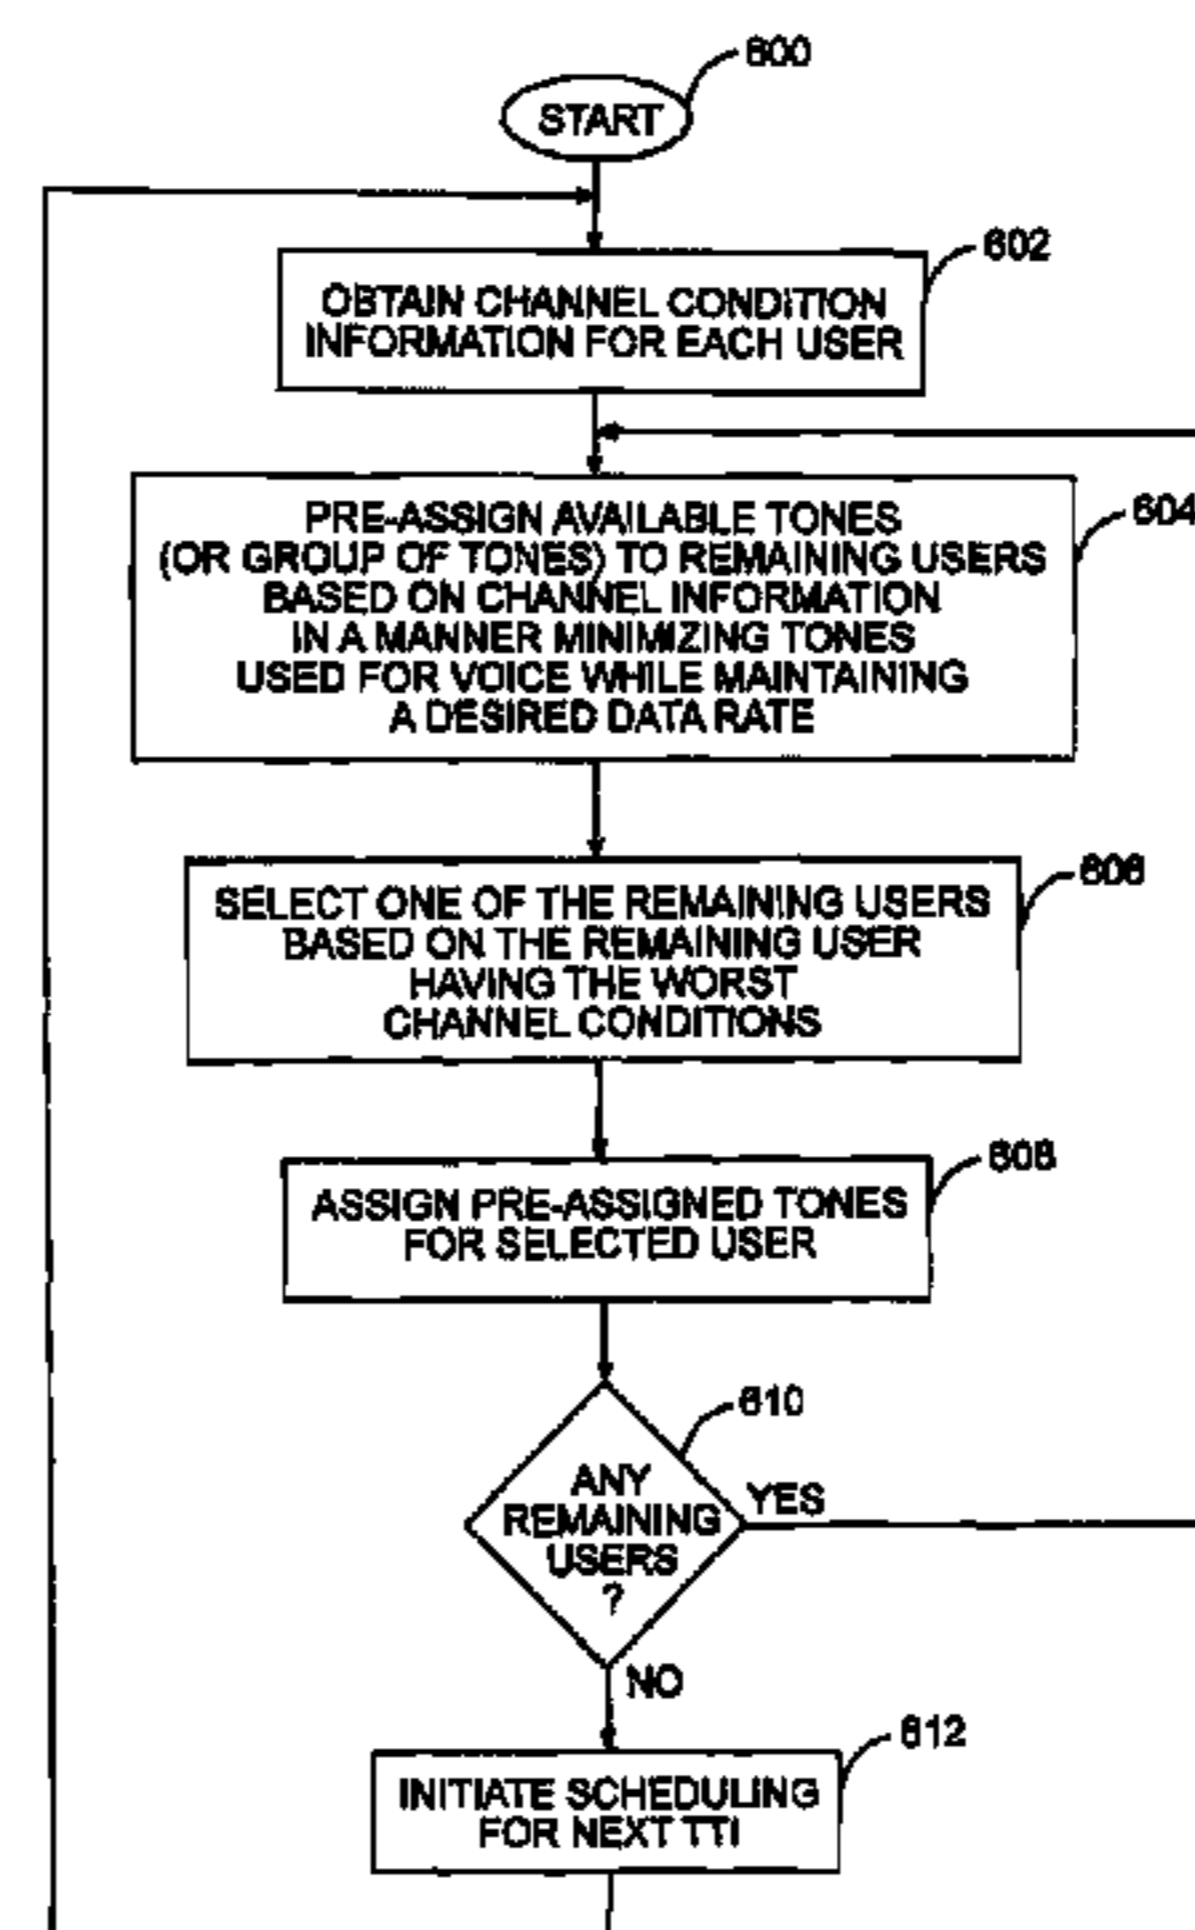 600
START
602
OBTAIN CHANNEL CONDITION
INFORMATION FOR EACH USER
604
PRE-ASSIGN AVAILABLE TONES
(OR GROUP OF TONES) TO REMAINING USERS
BASED ON CHANNEL INFORMATION
IN A MANNER MINIMIZING TONES
USED FOR VOICE WHILE MAINTAINING
A DESIRED DATA RATE
606
SELECT ONE OF THE REMAINING USERS
BASED ON THE REMAINING USER
HAVING THE WORST
CHANNEL CONDITIONS
608
ASSIGN PRE-ASSIGNED TONES
FOR SELECTED USER
610
ANY
REMAINING
USERS
?
YES
NO
612
INITIATE SCHEDULING
FOR NEXT TTI